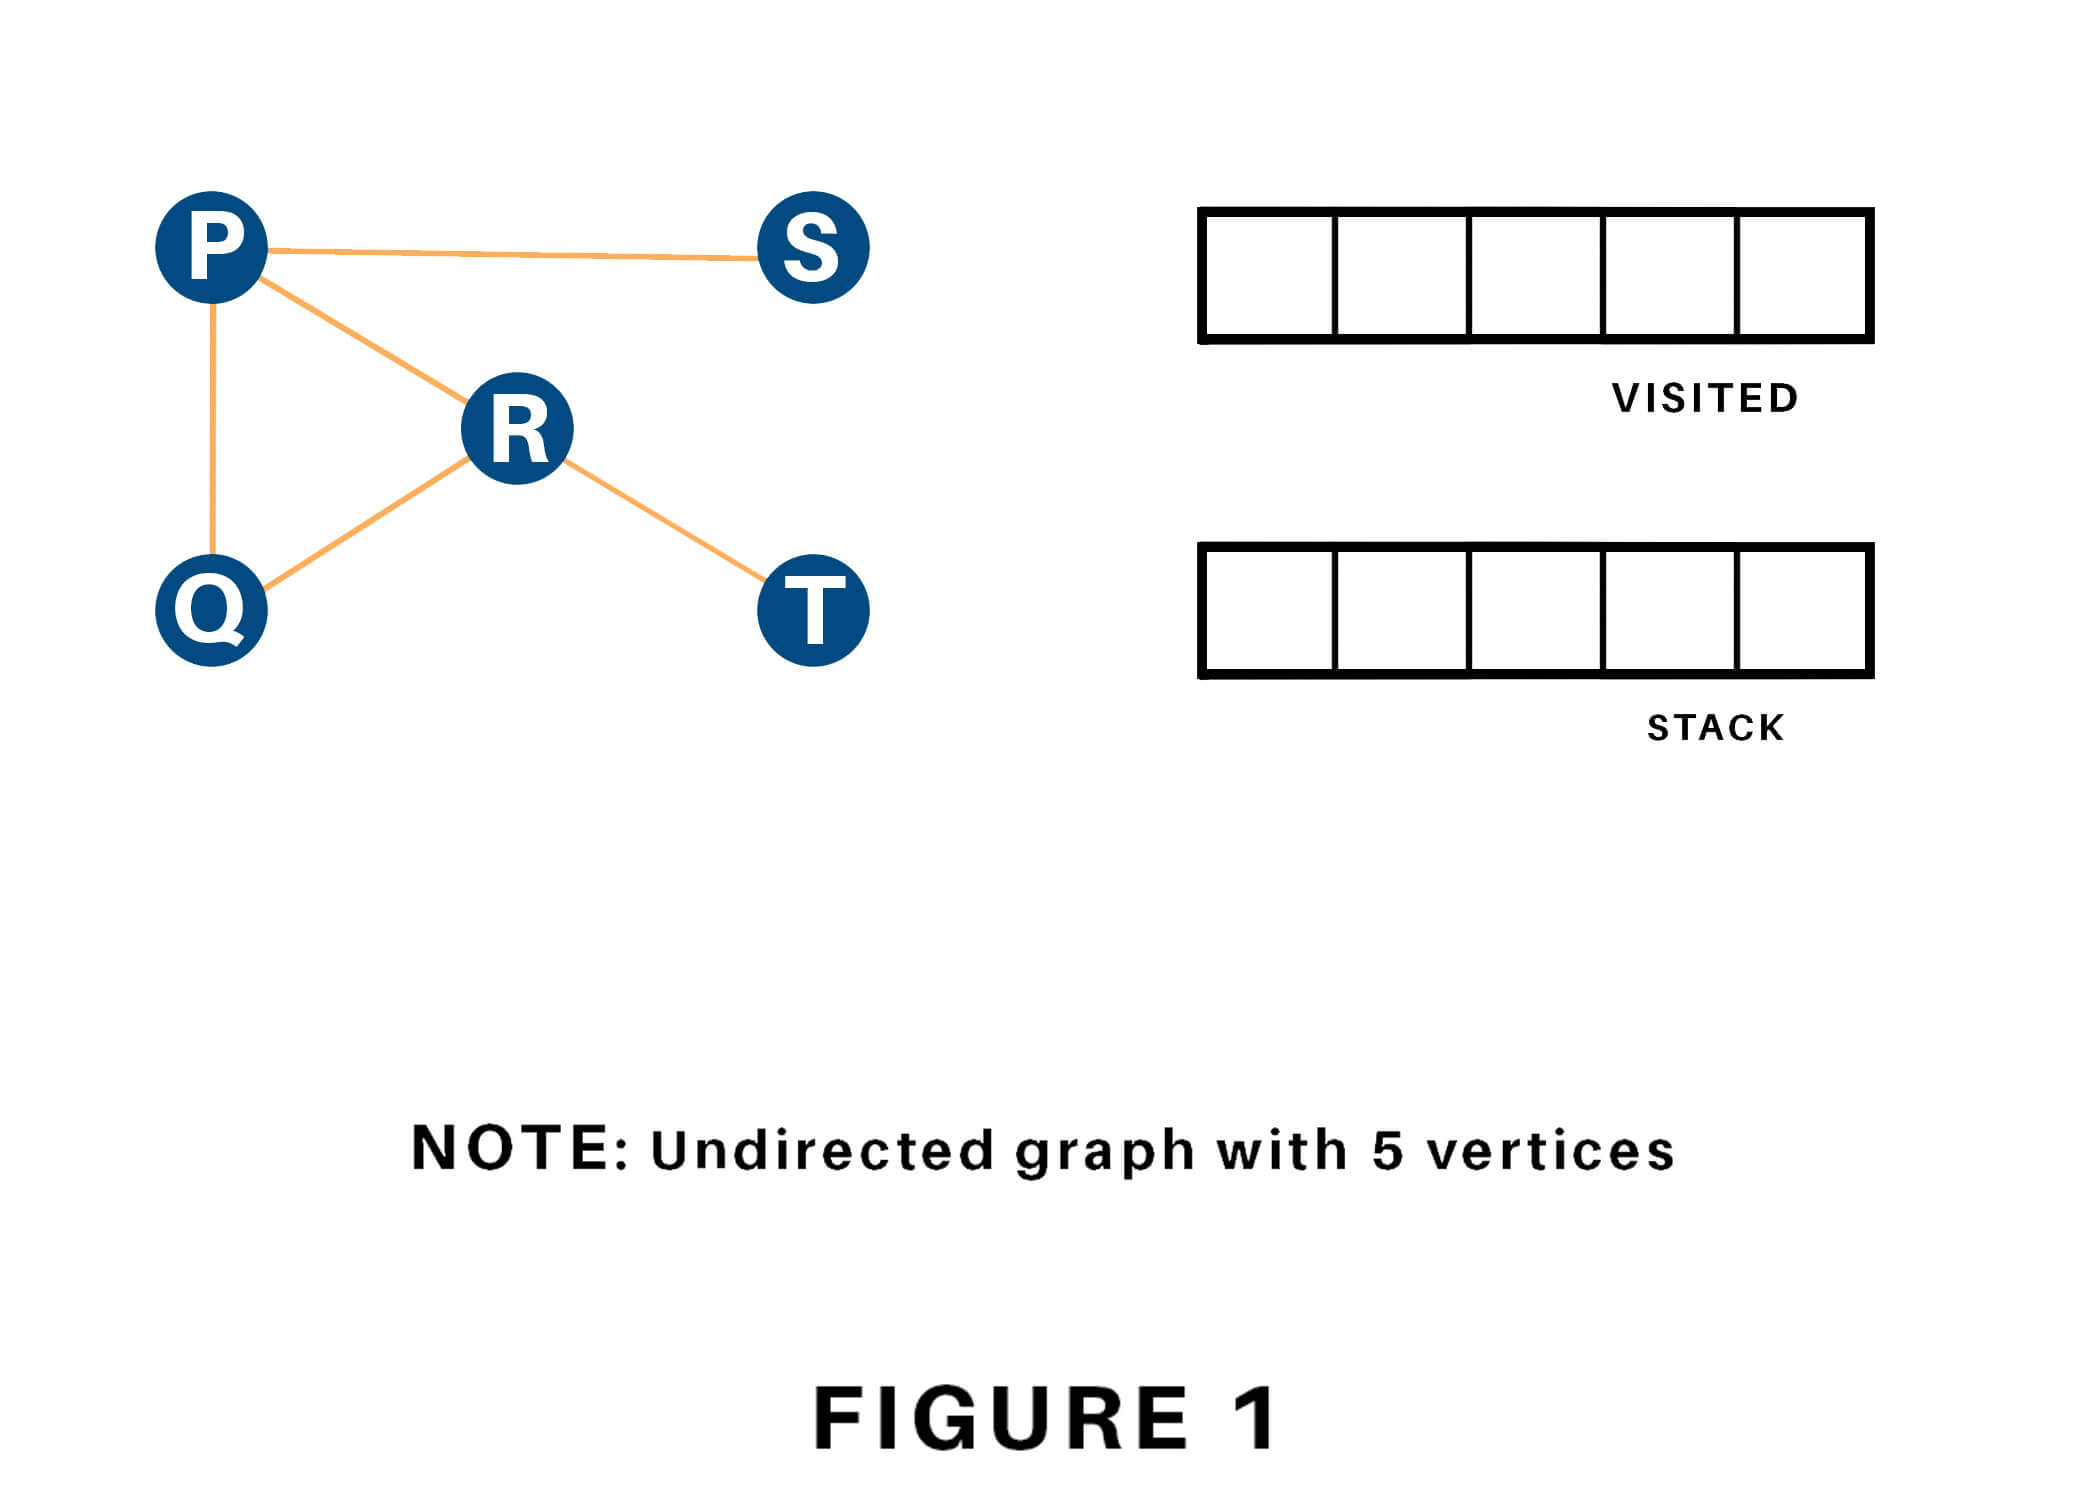 P
S
R
Q
T
VISITED
STACK
NOTE: Undirected graph with 5 vertices
FIGURE 1